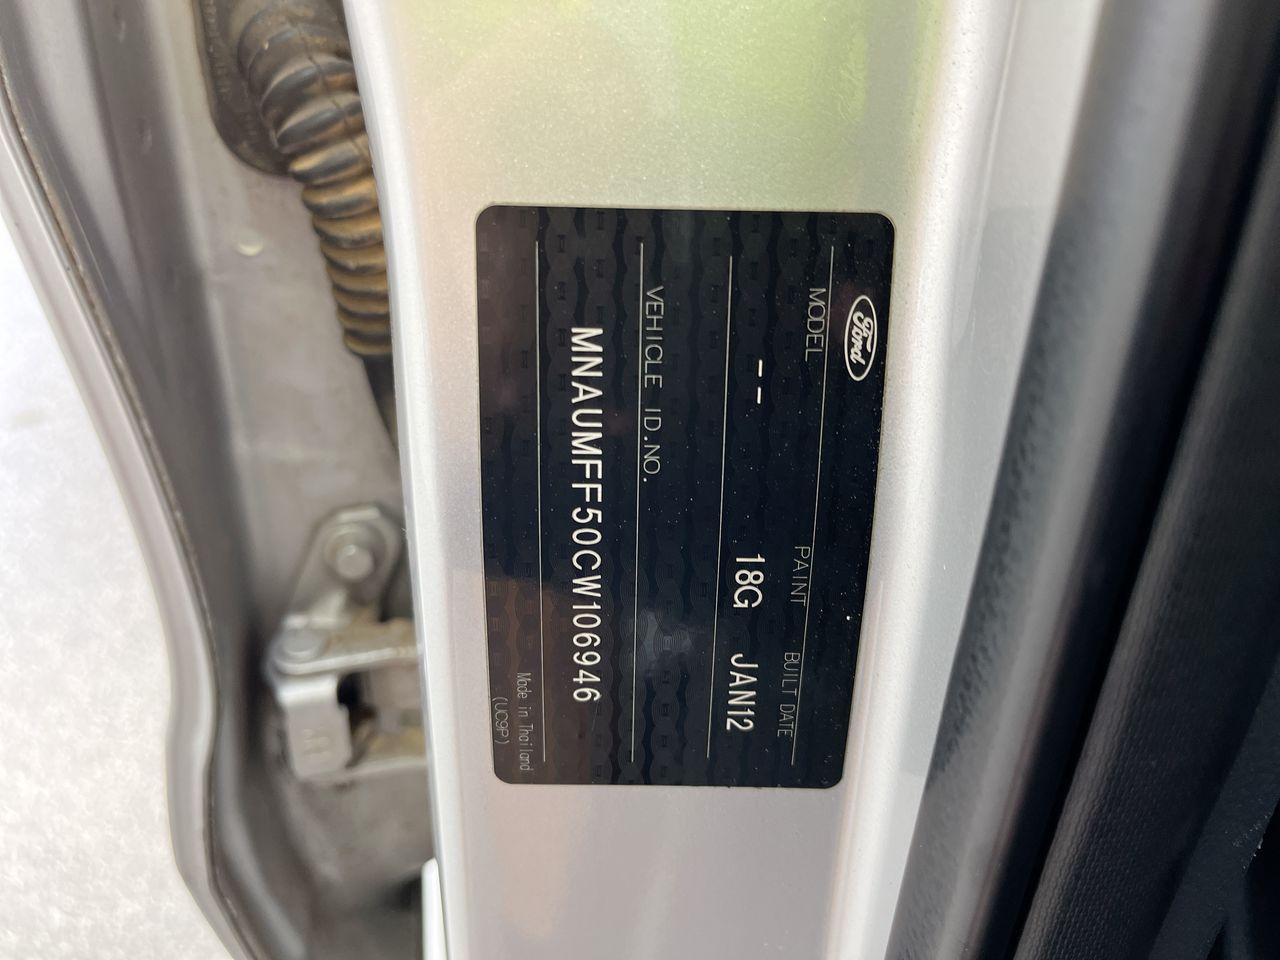 Ford
MODEL PAINT BUILT DATE
-- 18G JAN12
VEHICLE ID.NO.
MNAUMFF50CW106946
Made in Thailand
(UC9P)